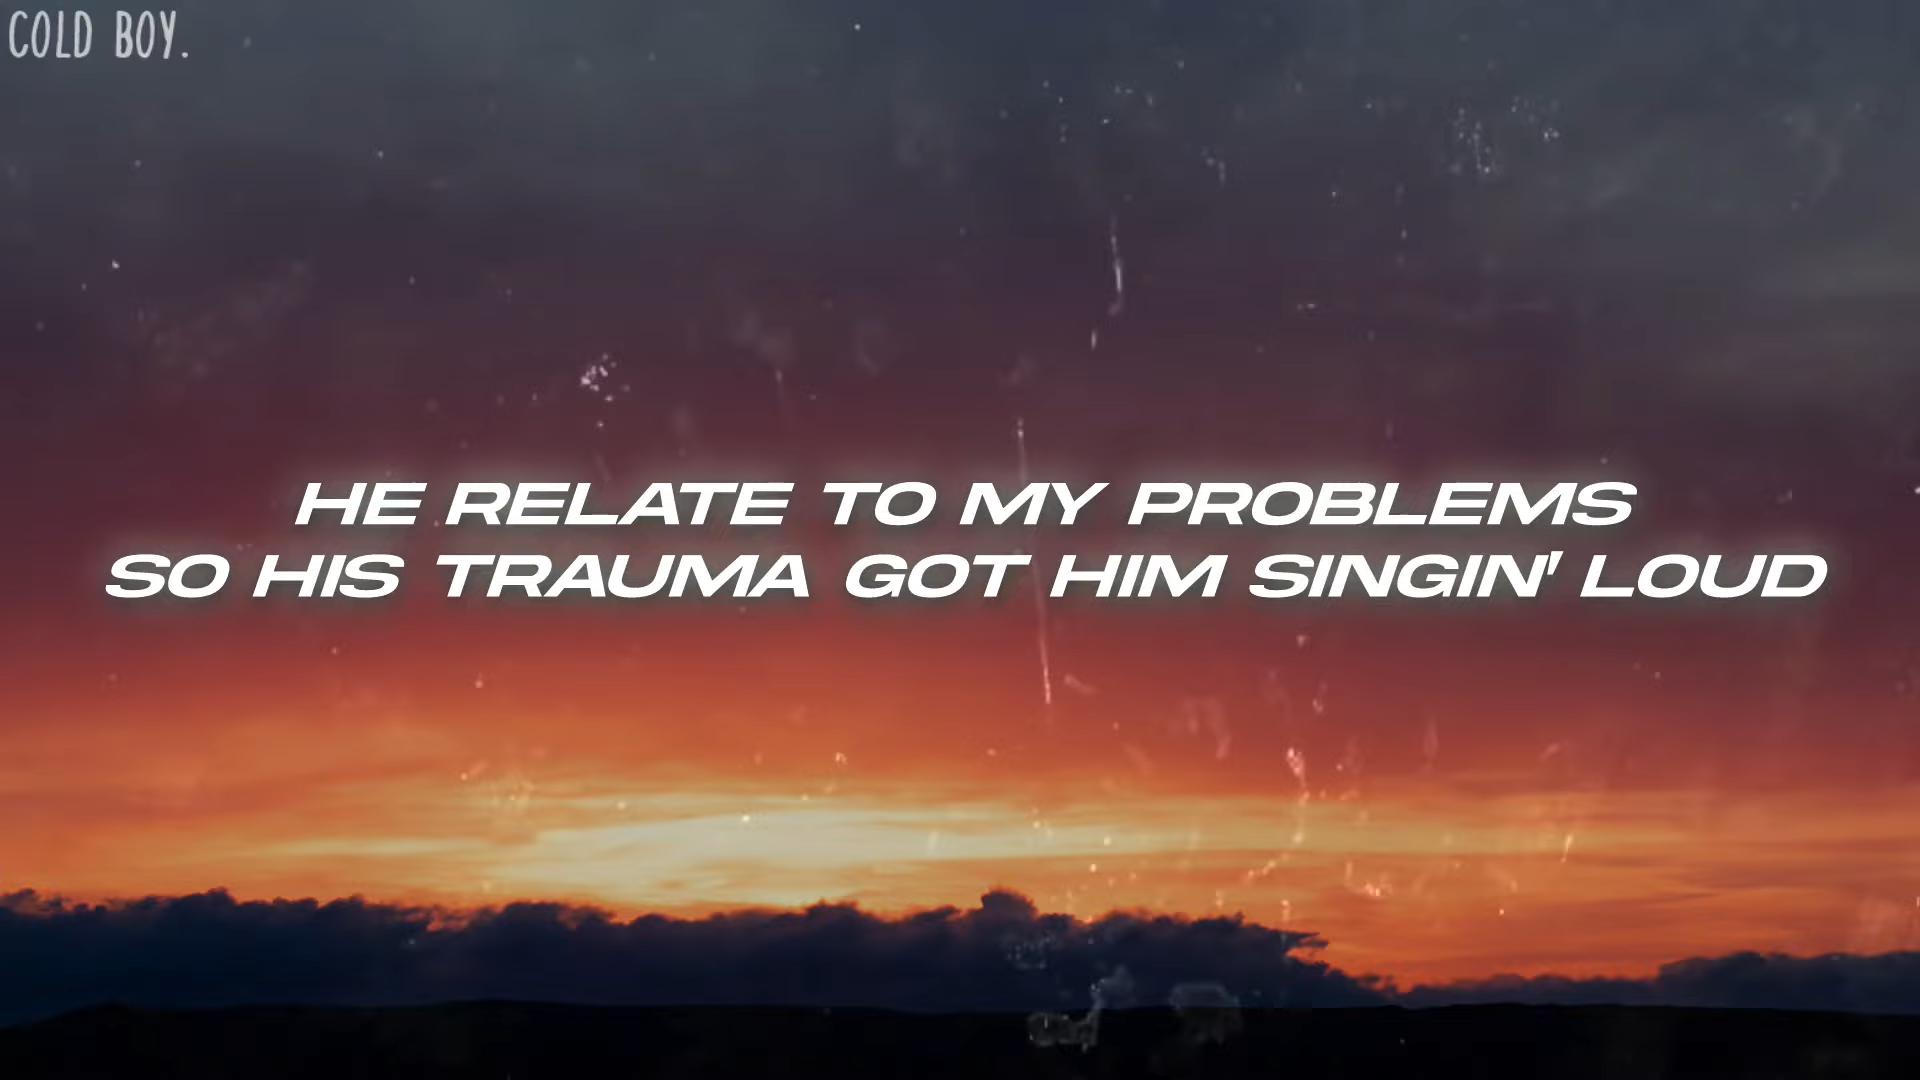 COLD BOY.
HE RELATE TO MY PROBLEMS
SO HIS TRAUMA GOT HIM SINGIN' LOUD